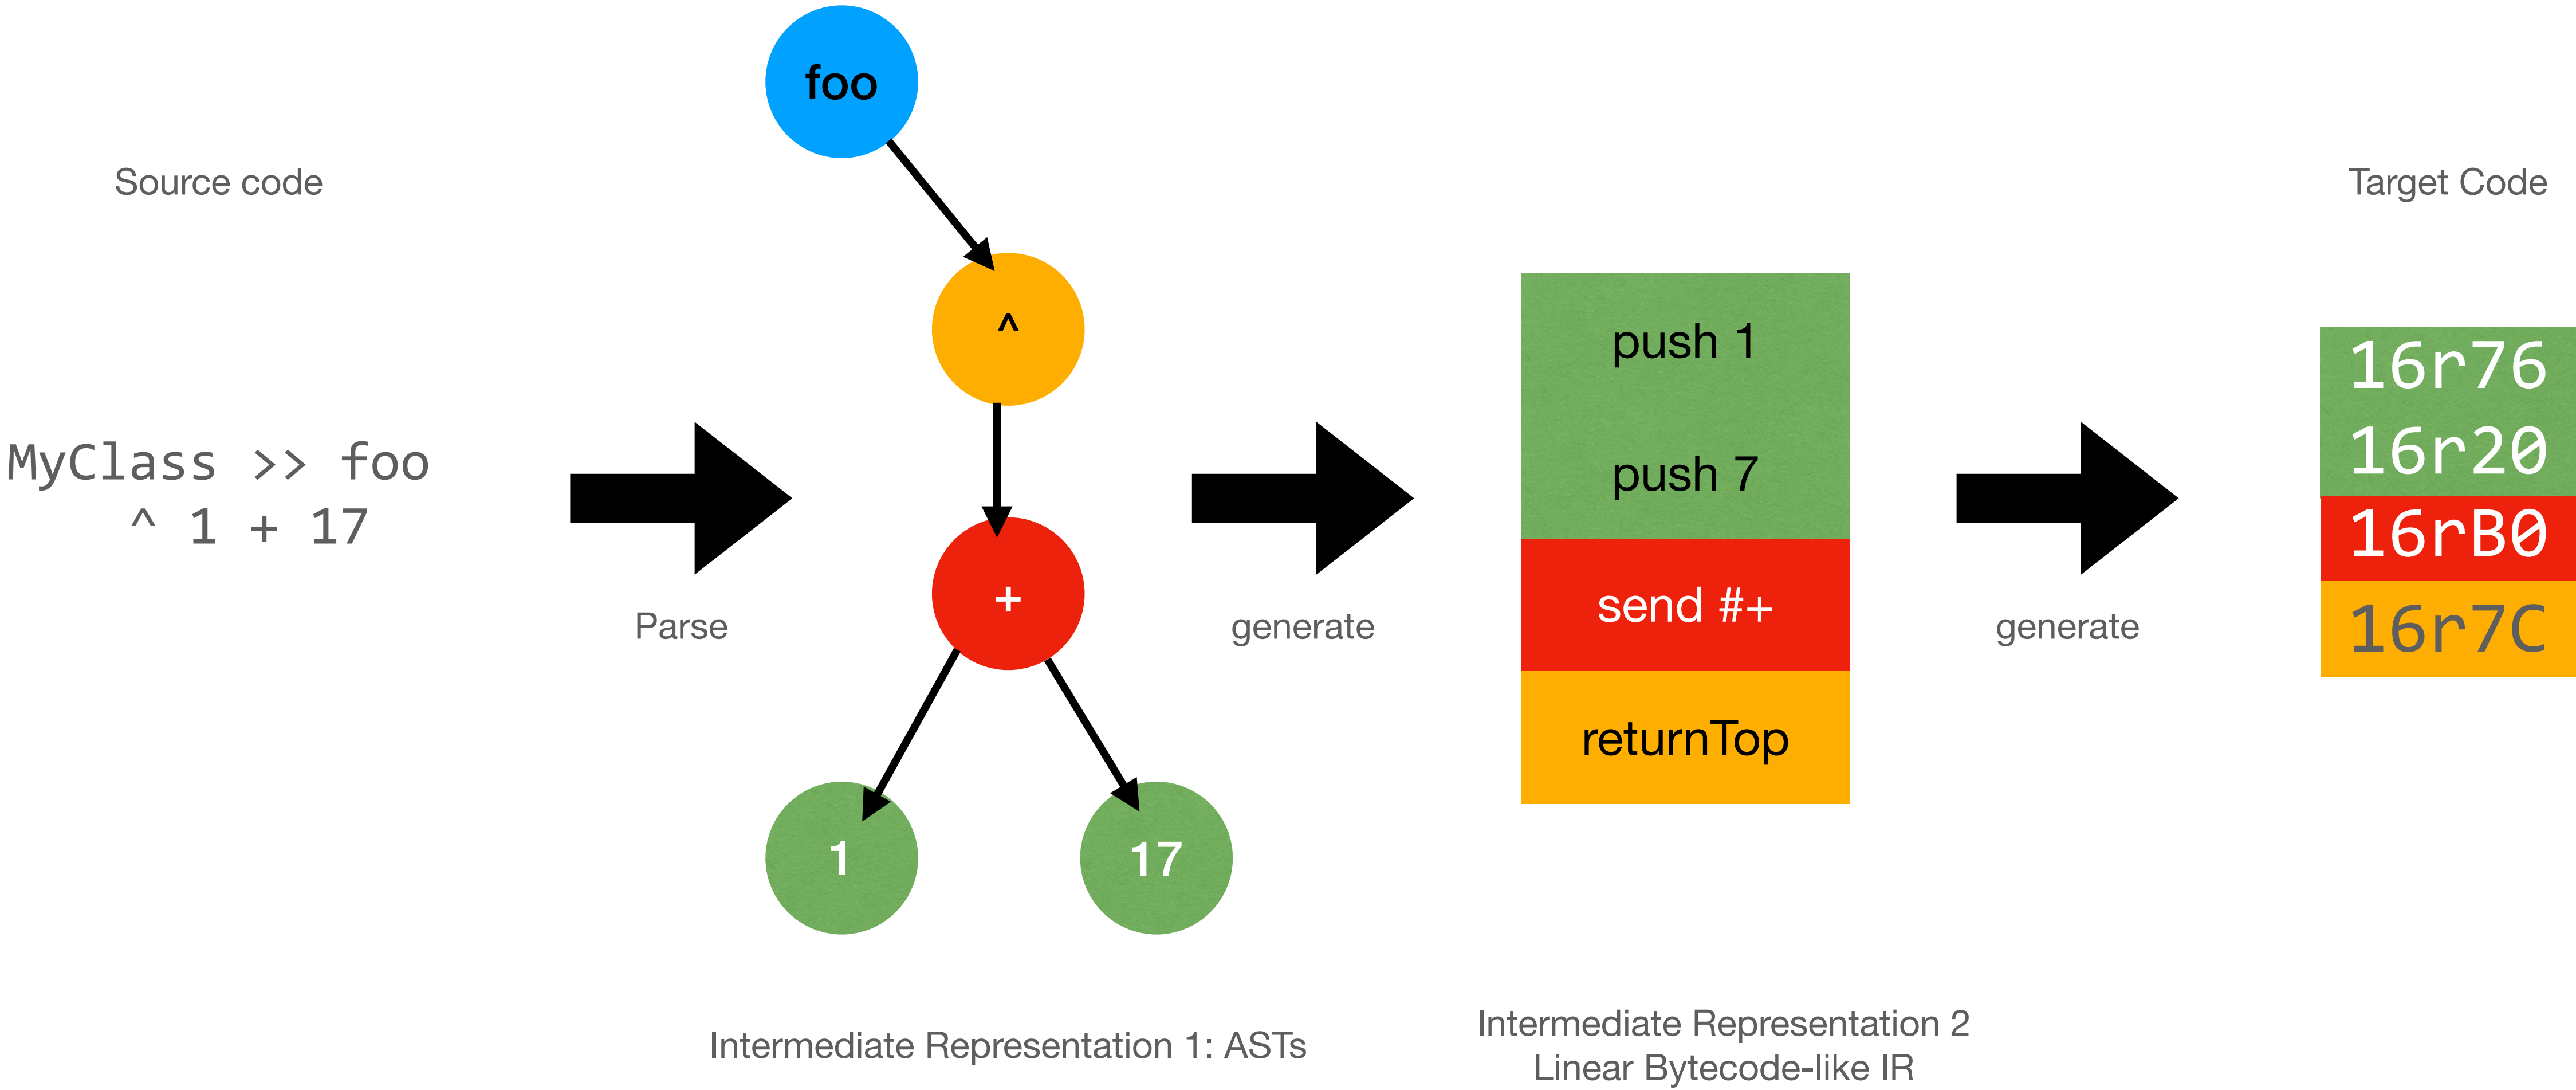 Source code
MyClass >> foo
^ 1 + 17
Parse
foo
^
+
1
17
Intermediate Representation 1: ASTs
generate
push 1
push 7
send #+
returnTop
Intermediate Representation 2
Linear Bytecode-like IR
generate
Target Code
16r76
16r20
16rB0
16r7C